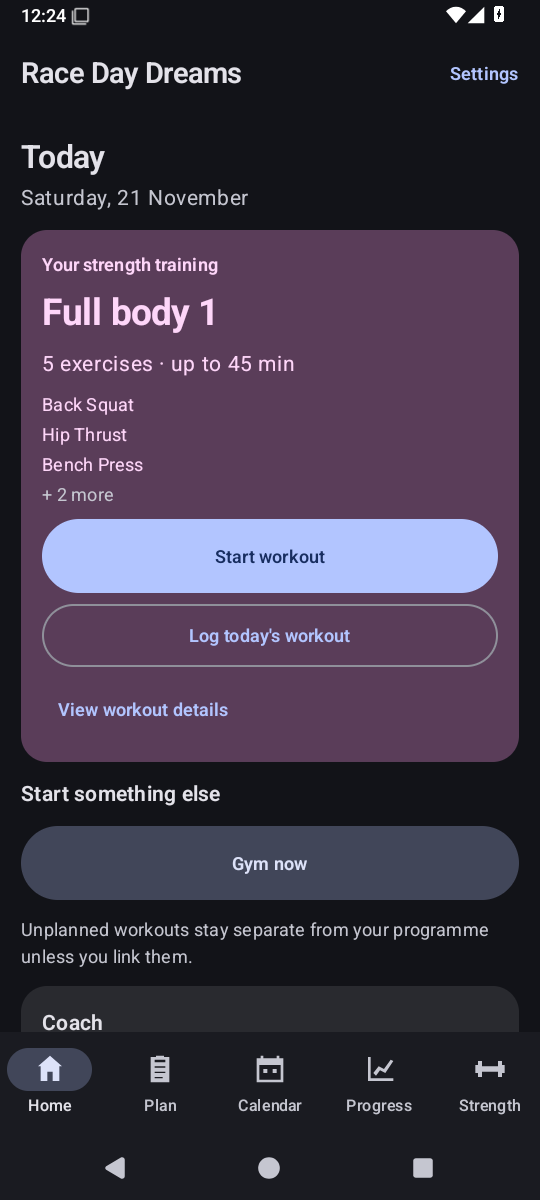 12:24
Race Day Dreams
Settings
Today
Saturday, 21 November
Your strength training
Full body 1
5 exercises · up to 45 min
Back Squat
Hip Thrust
Bench Press
+ 2 more
Start workout
Log today's workout
View workout details
Start something else
Gym now
Unplanned workouts stay separate from your programme
unless you link them.
Coach
Home
Plan
Calendar
Progress
Strength